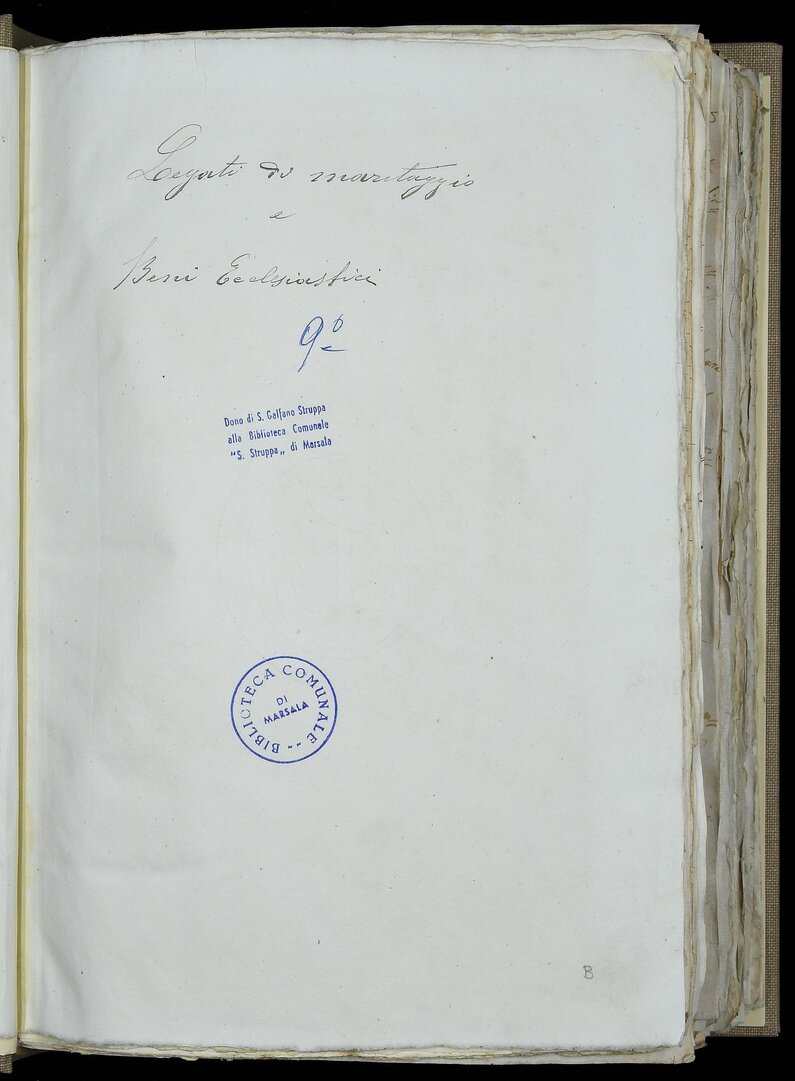 Legati di maritaggio
e
Beni Ecclesiastici
9º
Dono di S. Galfano Struppa
alla Biblioteca Comunale
"S. Struppa„ di Marsala
BIBLIOTECA COMUNALE
DI
MARSALA
B